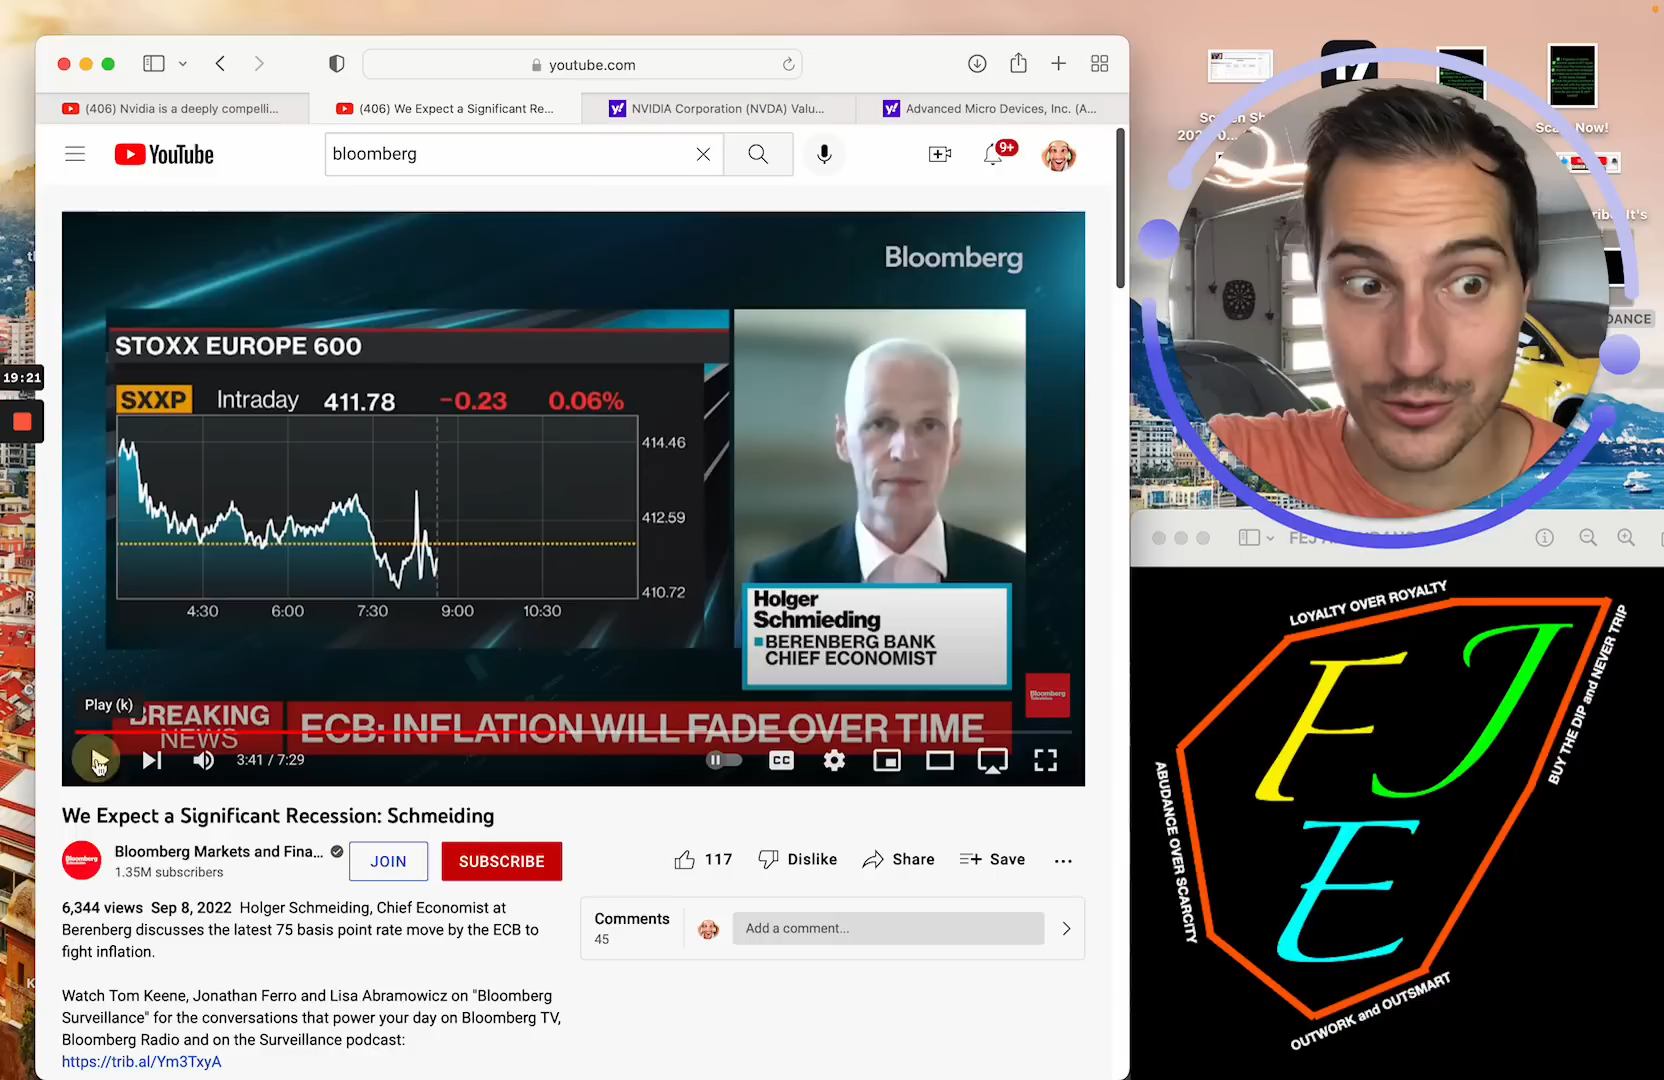 youtube.com
(406) Nvidia is a deeply compelli...
(406) We Expect a Significant Re...
NVIDIA Corporation (NVDA) Valu...
Advanced Micro Devices, Inc. (A...
YouTube
bloomberg
9+
Bloomberg
STOXX EUROPE 600
SXXP Intraday 411.78 -0.23 0.06%
414.46
412.59
410.72
4:30 6:00 7:30 9:00 10:30
Holger
Schmieding
BERENBERG BANK
CHIEF ECONOMIST
Play (k)
BREAKING
NEWS
ECB: INFLATION WILL FADE OVER TIME
3:41 / 7:29
CC
19:21
We Expect a Significant Recession: Schmeiding
Bloomberg Markets and Fina...
1.35M subscribers
JOIN
SUBSCRIBE
117
Dislike
Share
Save
6,344 views Sep 8, 2022 Holger Schmeiding, Chief Economist at
Berenberg discusses the latest 75 basis point rate move by the ECB to
fight inflation.
Watch Tom Keene, Jonathan Ferro and Lisa Abramowicz on "Bloomberg
Surveillance" for the conversations that power your day on Bloomberg TV,
Bloomberg Radio and on the Surveillance podcast:
https://trib.al/Ym3TxyA
Comments
45
Add a comment...
Now!
DANCE
LOYALTY OVER ROYALTY
BUY THE DIP and NEVER TRIP
ABUDANCE OVER SCARCITY
OUTWORK and OUTSMART
FJE